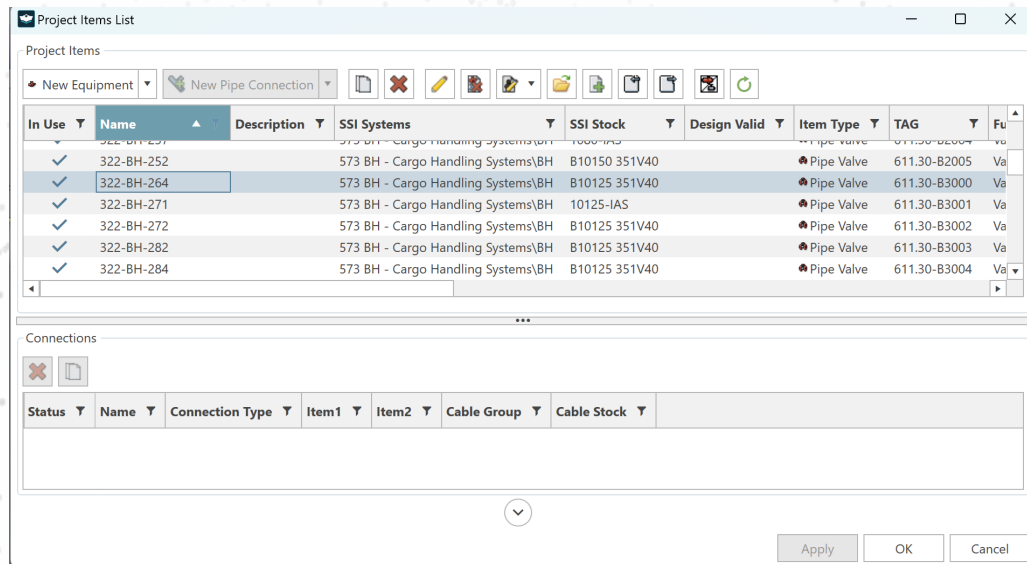 Project Items List
Project Items
New Equipment New Pipe Connection
In Use Name Description SSI Systems SSI Stock Design Valid Item Type TAG Fu
322-BH-252 573 BH - Cargo Handling Systems\BH B10150 351V40 Pipe Valve 611.30-B2005 Va
322-BH-264 573 BH - Cargo Handling Systems\BH B10125 351V40 Pipe Valve 611.30-B3000 Va
322-BH-271 573 BH - Cargo Handling Systems\BH 10125-IAS Pipe Valve 611.30-B3001 Va
322-BH-272 573 BH - Cargo Handling Systems\BH B10125 351V40 Pipe Valve 611.30-B3002 Va
322-BH-282 573 BH - Cargo Handling Systems\BH B10125 351V40 Pipe Valve 611.30-B3003 Va
322-BH-284 573 BH - Cargo Handling Systems\BH B10125 351V40 Pipe Valve 611.30-B3004 Va
Connections
Status Name Connection Type Item1 Item2 Cable Group Cable Stock
Apply OK Cancel